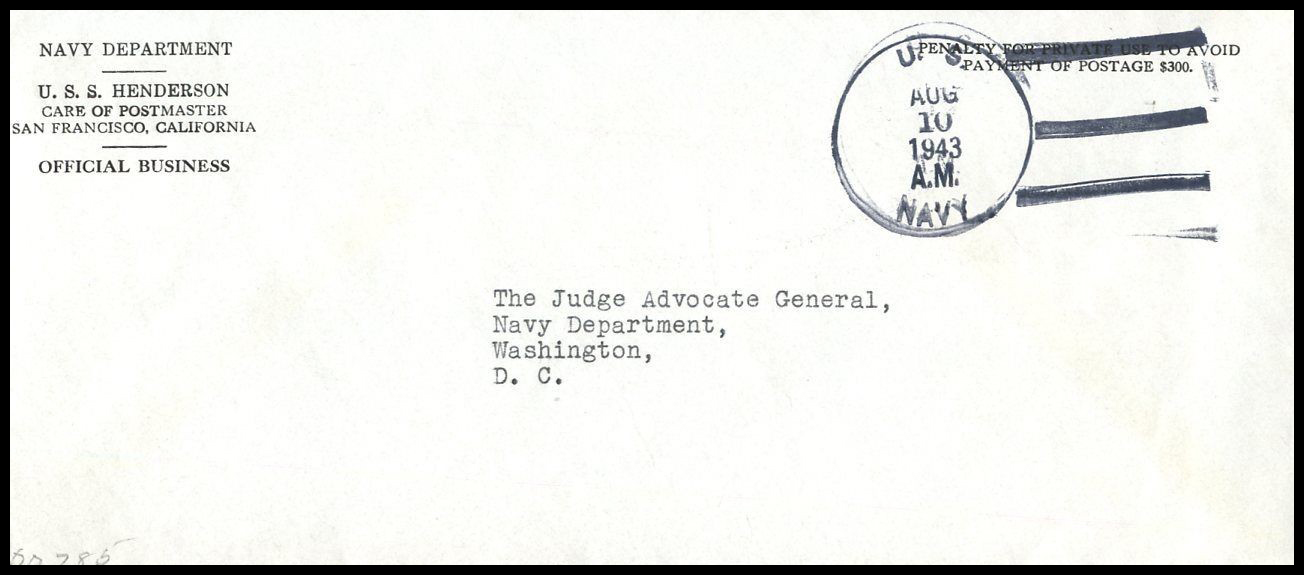 NAVY DEPARTMENT
U. S. S. HENDERSON
CARE OF POSTMASTER
SAN FRANCISCO, CALIFORNIA
OFFICIAL BUSINESS
PENALTY FOR PRIVATE USE TO AVOID
PAYMENT OF POSTAGE $300.
U. S.
AUG
10
1943
A.M.
NAVY
The Judge Advocate General,
Navy Department,
Washington,
D. C.